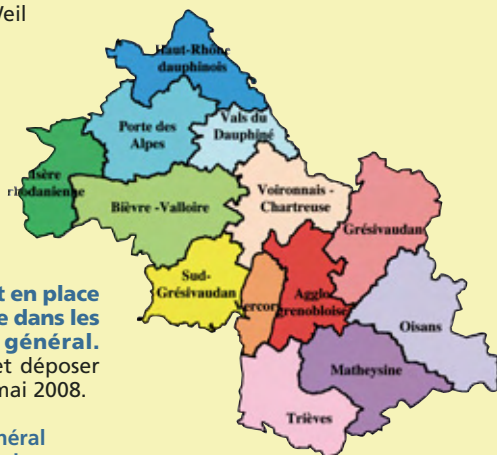 Weil
Haut-Rhône
dauphinois
Porte des
Alpes
Vals du
Dauphiné
Isère
rhodanienne
Bièvre -Valloire
Voironnais -
Chartreuse
Grésivaudan
Sud-
Grésivaudan
Vercors
Agglo
grenobloise
Oisans
Matheysine
Trièves
t en place
e dans les
général.
et déposer
mai 2008.
néral